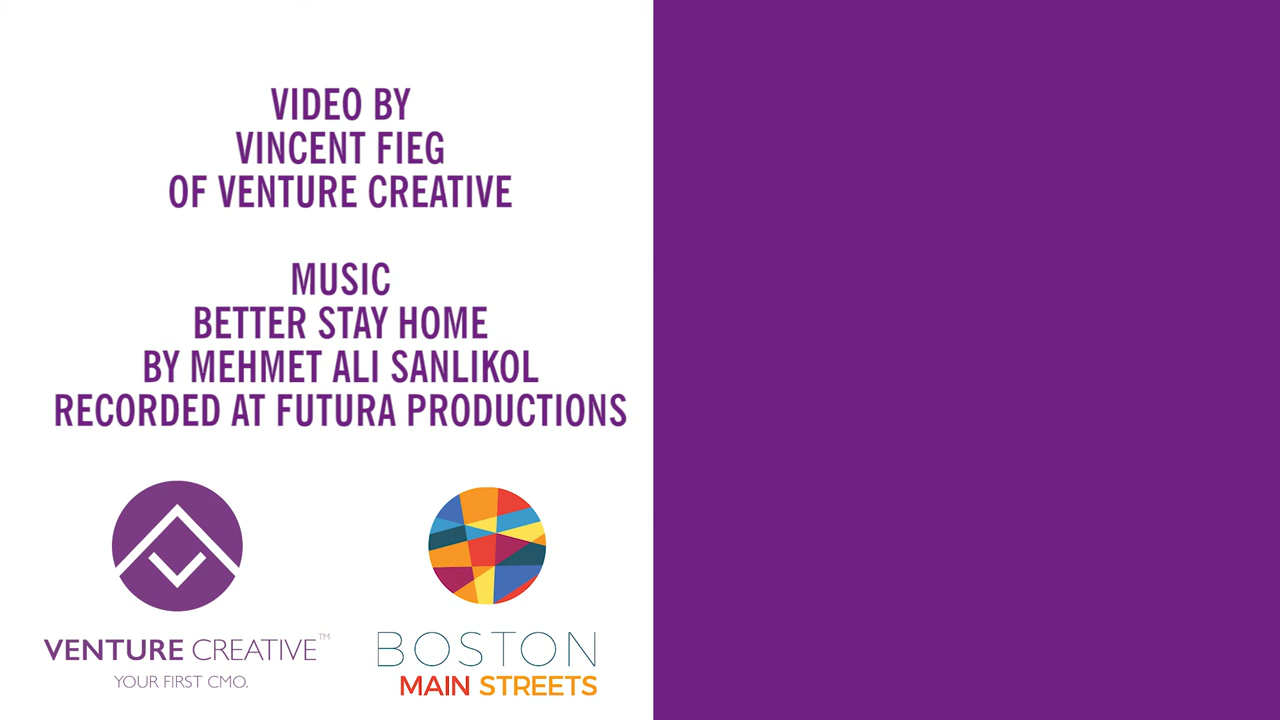 VIDEO BY
VINCENT FIEG
OF VENTURE CREATIVE
MUSIC
BETTER STAY HOME
BY MEHMET ALI SANLIKOL
RECORDED AT FUTURA PRODUCTIONS
VENTURE CREATIVE™
YOUR FIRST CMO.
BOSTON
MAIN STREETS